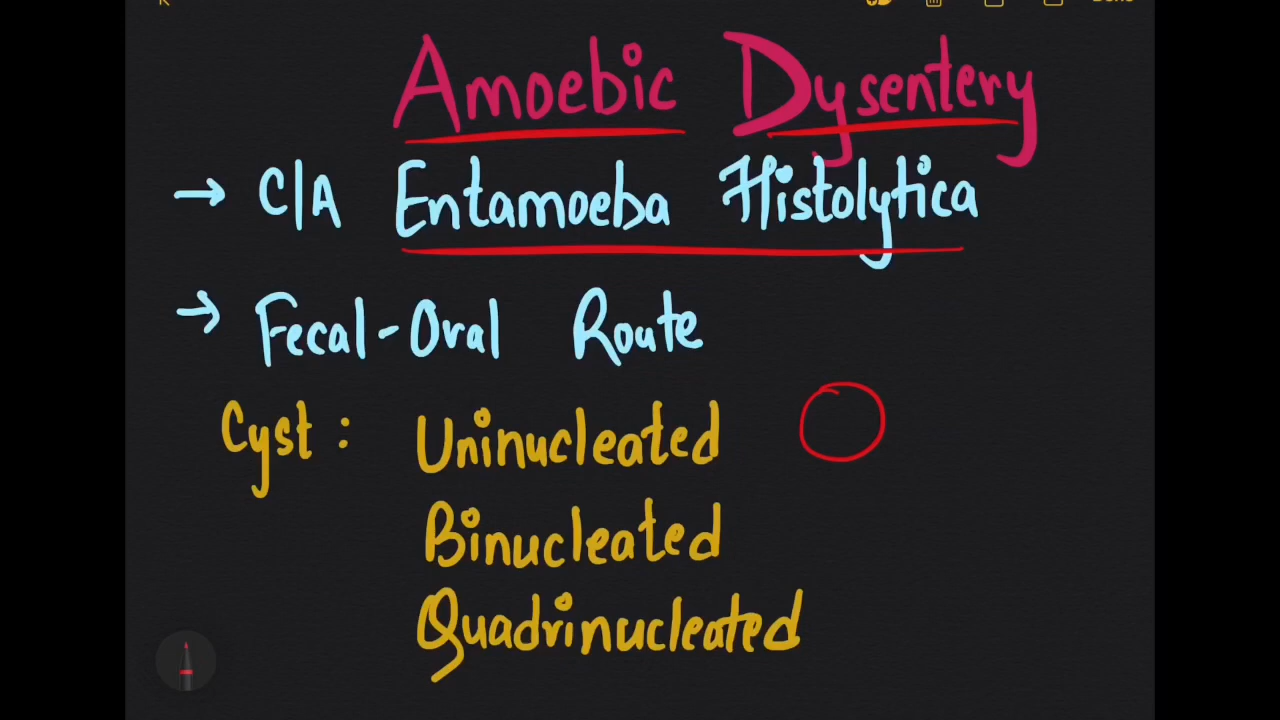 Amoebic Dysentery
→ C/A Entamoeba Histolytica
→ Fecal-Oral Route
Cyst : Uninucleated
Binucleated
Quadrinucleated